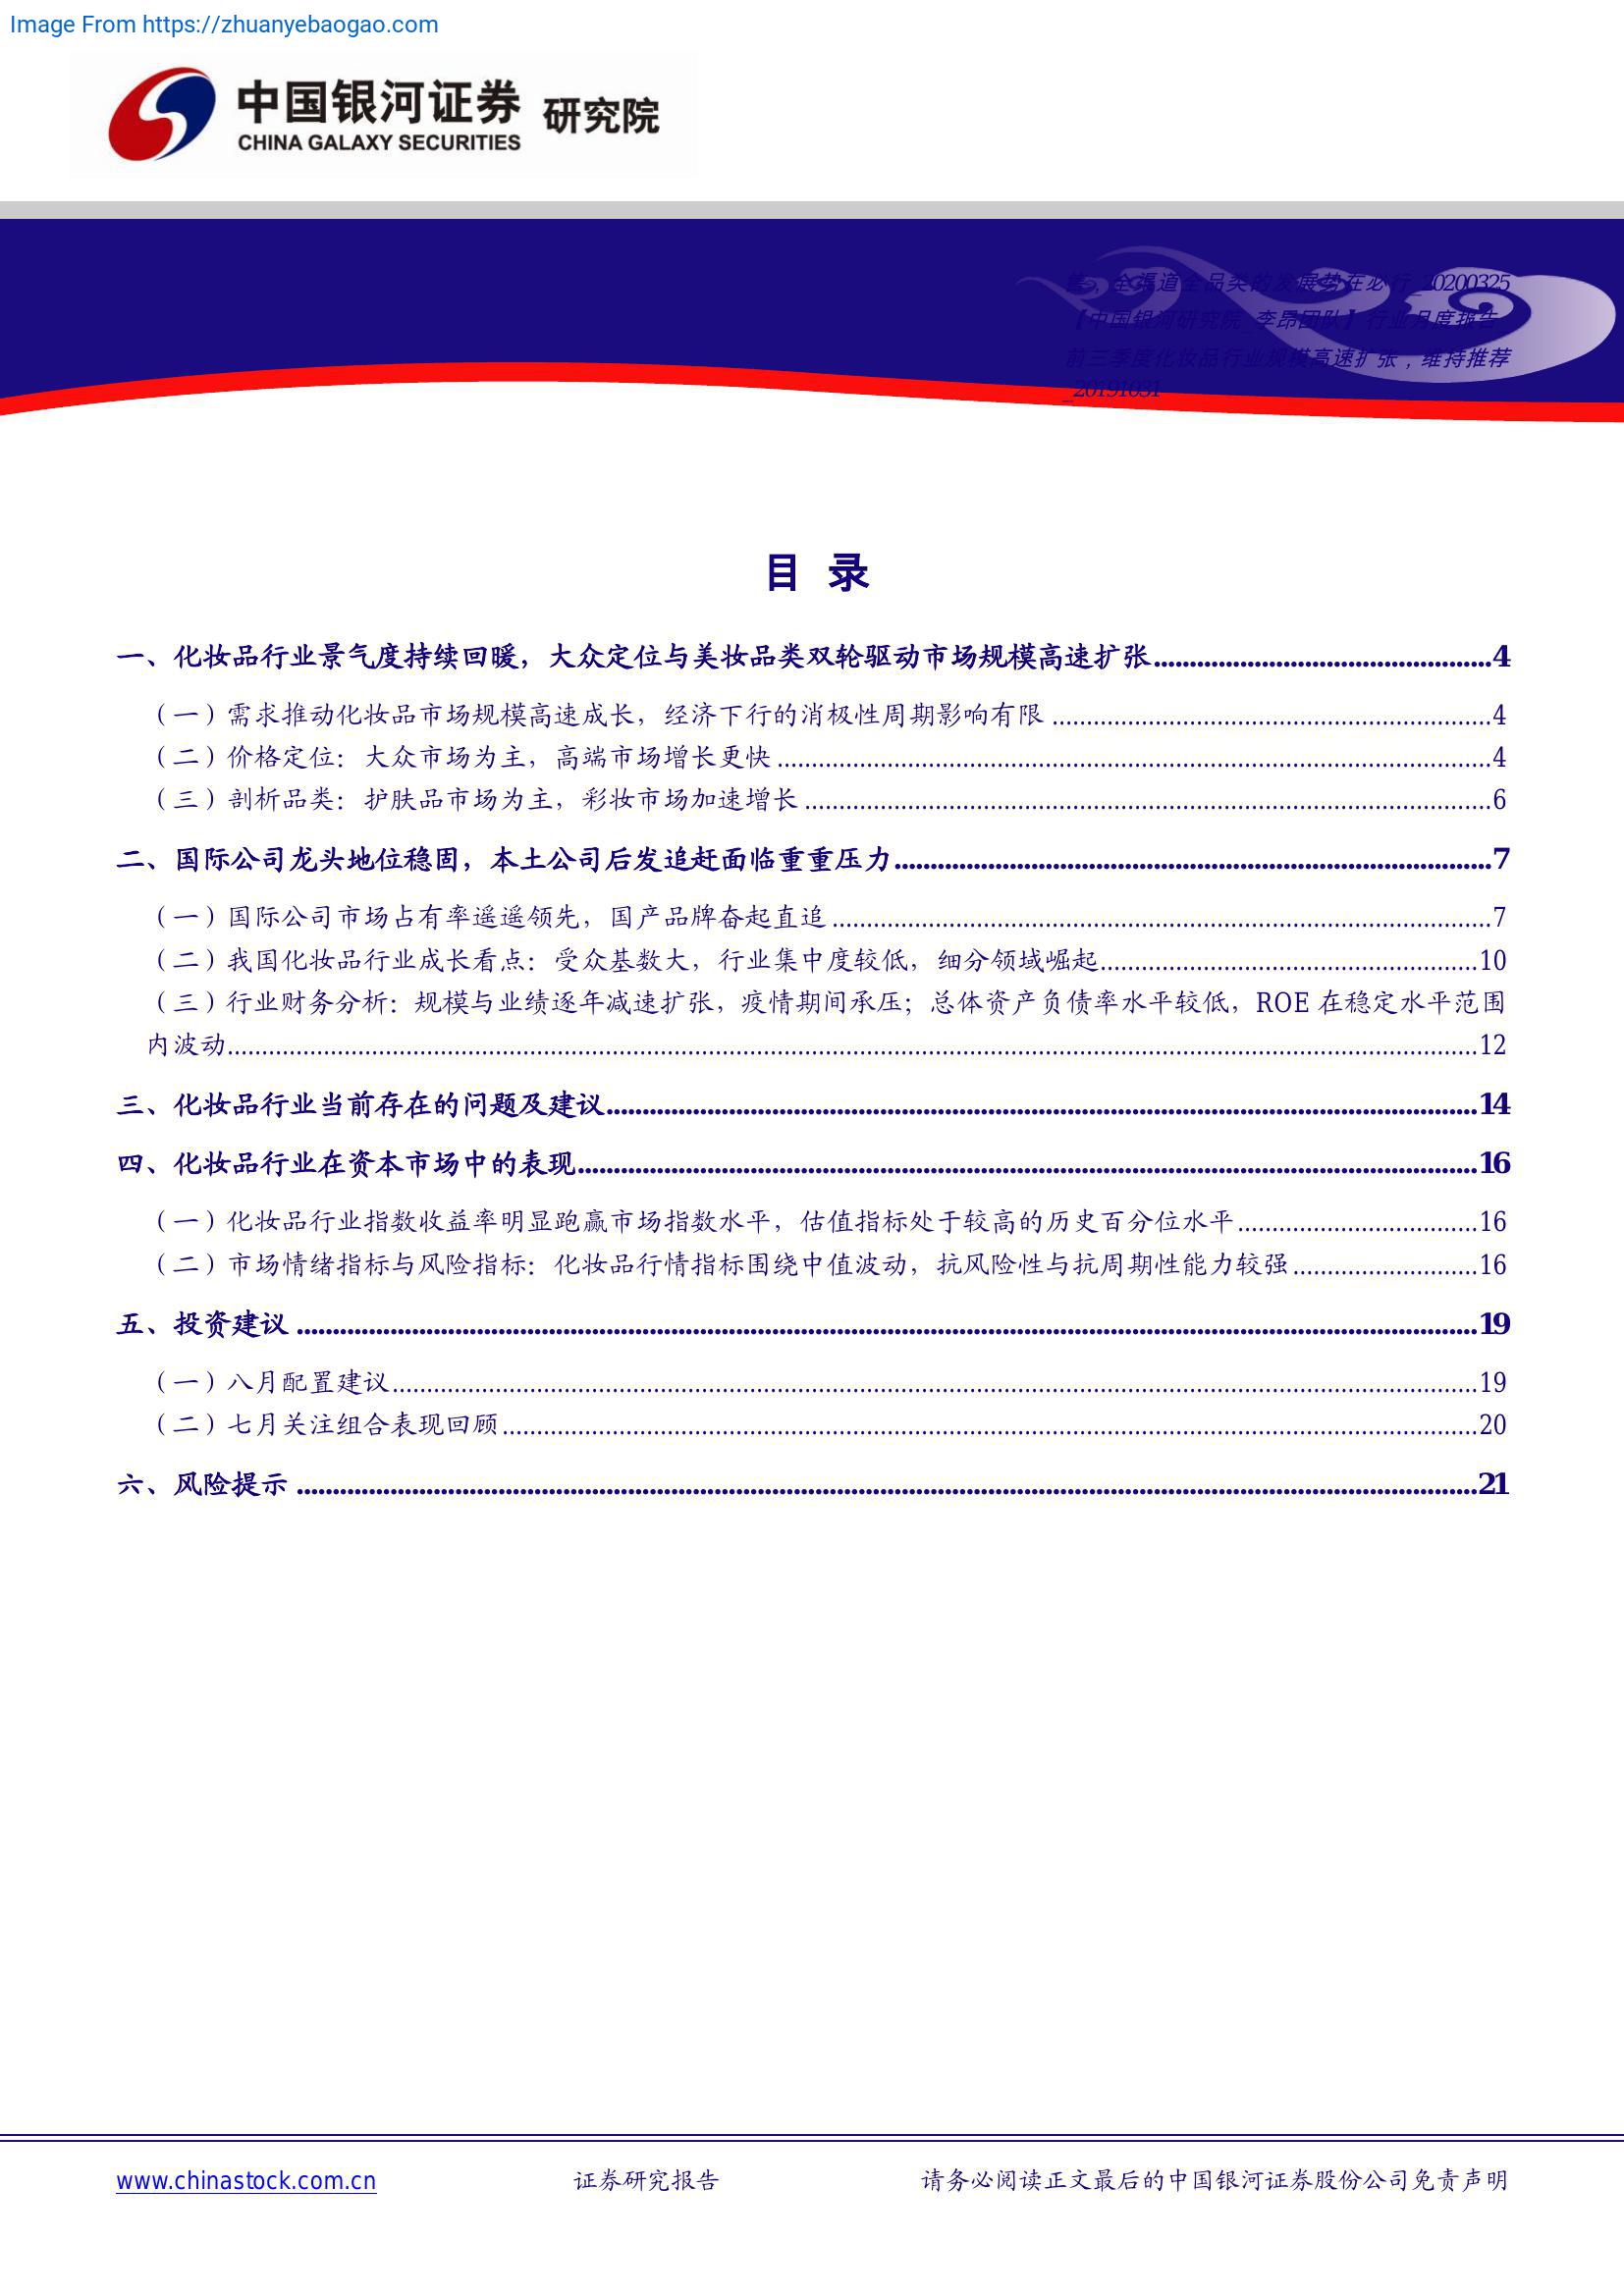 Image From https://zhuanyebaogao.com
中国银河证券 研究院
CHINA GALAXY SECURITIES
售，全渠道全品类的发展势在必行_20200325
【中国银河研究院_李昂团队】行业月度报告_
前三季度化妆品行业规模高速扩张，维持推荐
_20191031
目 录
一、化妆品行业景气度持续回暖，大众定位与美妆品类双轮驱动市场规模高速扩张........4
（一）需求推动化妆品市场规模高速成长，经济下行的消极性周期影响有限........4
（二）价格定位：大众市场为主，高端市场增长更快........4
（三）剖析品类：护肤品市场为主，彩妆市场加速增长........6
二、国际公司龙头地位稳固，本土公司后发追赶面临重重压力........7
（一）国际公司市场占有率遥遥领先，国产品牌奋起直追........7
（二）我国化妆品行业成长看点：受众基数大，行业集中度较低，细分领域崛起........10
（三）行业财务分析：规模与业绩逐年减速扩张，疫情期间承压；总体资产负债率水平较低，ROE 在稳定水平范围
内波动........12
三、化妆品行业当前存在的问题及建议........14
四、化妆品行业在资本市场中的表现........16
（一）化妆品行业指数收益率明显跑赢市场指数水平，估值指标处于较高的历史百分位水平........16
（二）市场情绪指标与风险指标：化妆品行情指标围绕中值波动，抗风险性与抗周期性能力较强........16
五、投资建议........19
（一）八月配置建议........19
（二）七月关注组合表现回顾........20
六、风险提示........21
www.chinastock.com.cn 证券研究报告 请务必阅读正文最后的中国银河证券股份公司免责声明